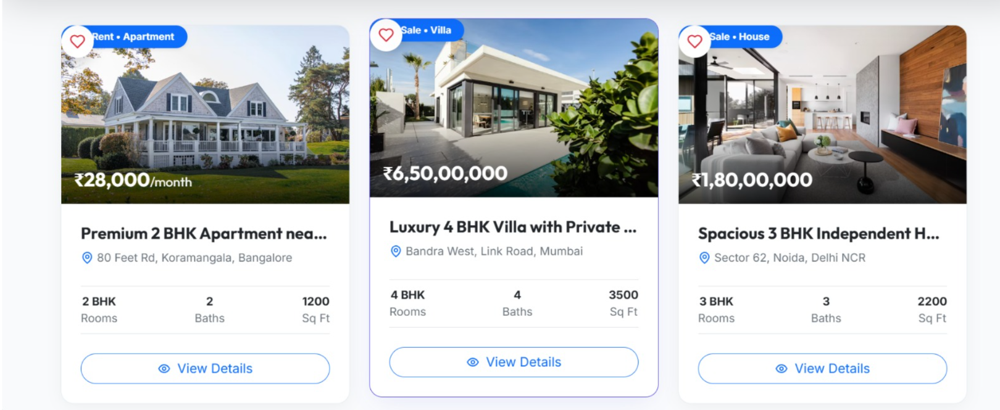 Rent • Apartment
₹28,000/month
Premium 2 BHK Apartment nea...
80 Feet Rd, Koramangala, Bangalore
2 BHK 2 1200
Rooms Baths Sq Ft
View Details
Sale • Villa
₹6,50,00,000
Luxury 4 BHK Villa with Private ...
Bandra West, Link Road, Mumbai
4 BHK 4 3500
Rooms Baths Sq Ft
View Details
Sale • House
₹1,80,00,000
Spacious 3 BHK Independent H...
Sector 62, Noida, Delhi NCR
3 BHK 3 2200
Rooms Baths Sq Ft
View Details